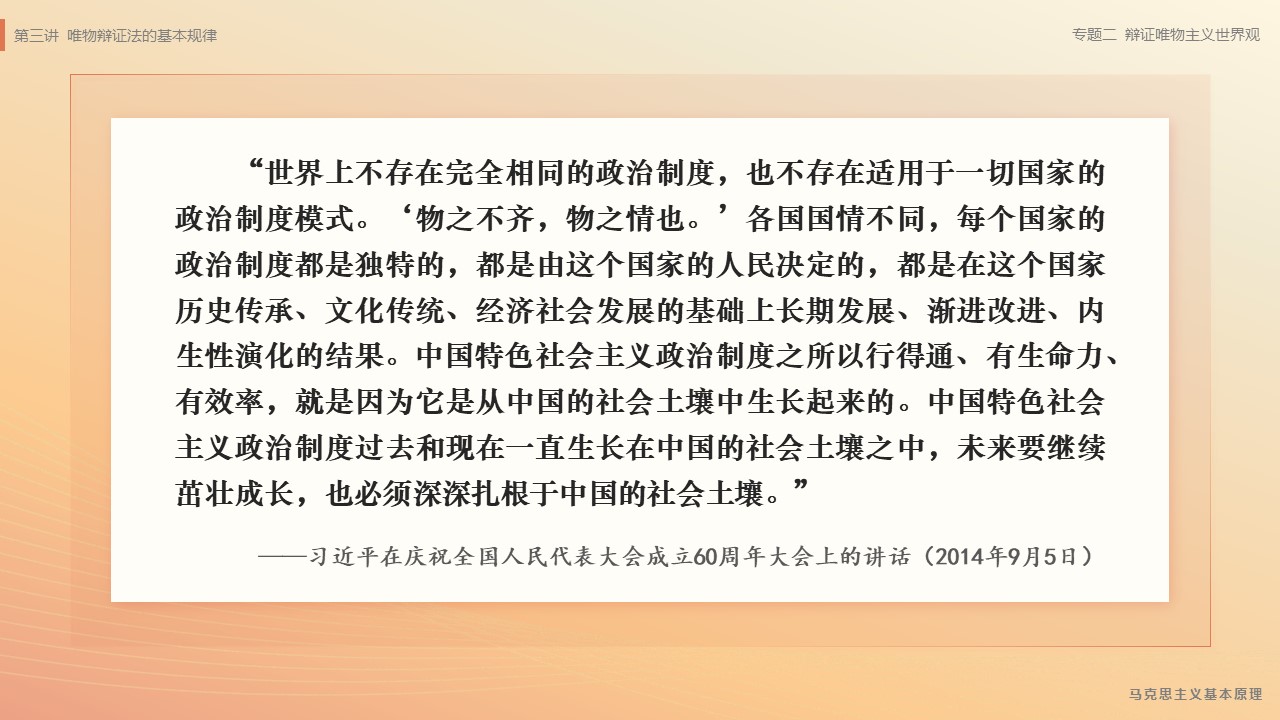 第三讲 唯物辩证法的基本规律
专题二 辩证唯物主义世界观
“世界上不存在完全相同的政治制度，也不存在适用于一切国家的
政治制度模式。‘物之不齐，物之情也。’各国国情不同，每个国家的
政治制度都是独特的，都是由这个国家的人民决定的，都是在这个国家
历史传承、文化传统、经济社会发展的基础上长期发展、渐进改进、内
生性演化的结果。中国特色社会主义政治制度之所以行得通、有生命力、
有效率，就是因为它是从中国的社会土壤中生长起来的。中国特色社会
主义政治制度过去和现在一直生长在中国的社会土壤之中，未来要继续
茁壮成长，也必须深深扎根于中国的社会土壤。”
——习近平在庆祝全国人民代表大会成立60周年大会上的讲话（2014年9月5日）
马克思主义基本原理